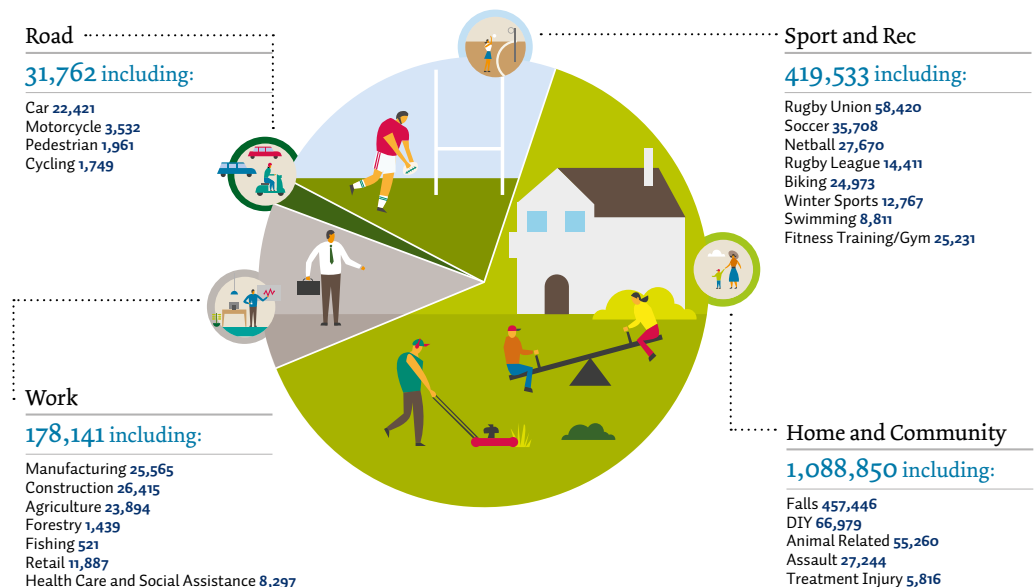 Road
31,762 including:
Car 22,421
Motorcycle 3,532
Pedestrian 1,961
Cycling 1,749
Sport and Rec
419,533 including:
Rugby Union 58,420
Soccer 35,708
Netball 27,670
Rugby League 14,411
Biking 24,973
Winter Sports 12,767
Swimming 8,811
Fitness Training/Gym 25,231
Work
178,141 including:
Manufacturing 25,565
Construction 26,415
Agriculture 23,894
Forestry 1,439
Fishing 521
Retail 11,887
Health Care and Social Assistance 8,297
Home and Community
1,088,850 including:
Falls 457,446
DIY 66,979
Animal Related 55,260
Assault 27,244
Treatment Injury 5,816